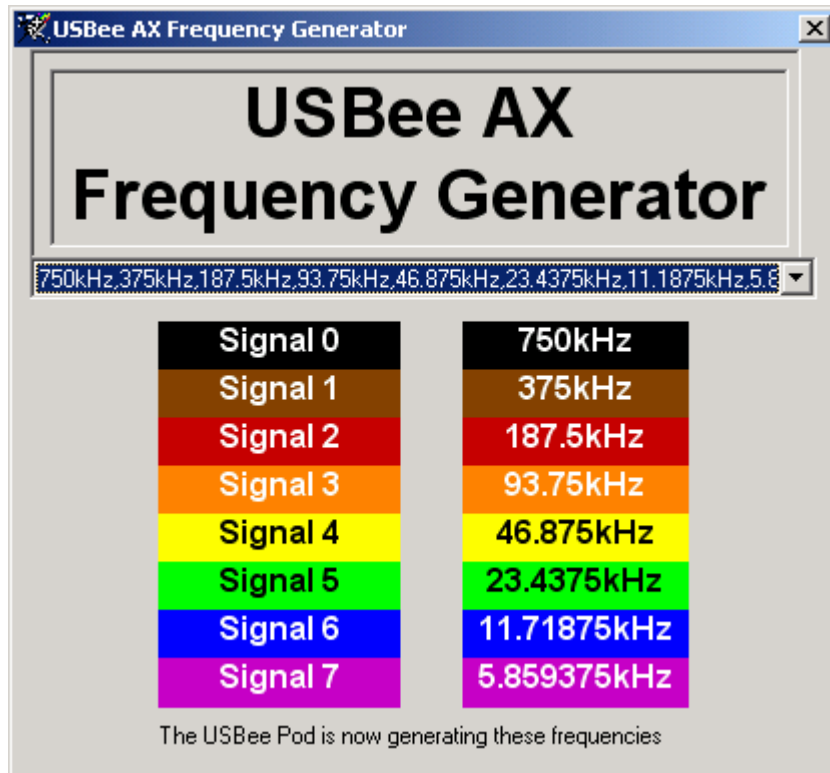 USBee AX Frequency Generator
USBee AX
Frequency Generator
750kHz,375kHz,187.5kHz,93.75kHz,46.875kHz,23.4375kHz,11.1875kHz,5.8
Signal 0 750kHz
Signal 1 375kHz
Signal 2 187.5kHz
Signal 3 93.75kHz
Signal 4 46.875kHz
Signal 5 23.4375kHz
Signal 6 11.71875kHz
Signal 7 5.859375kHz
The USBee Pod is now generating these frequencies